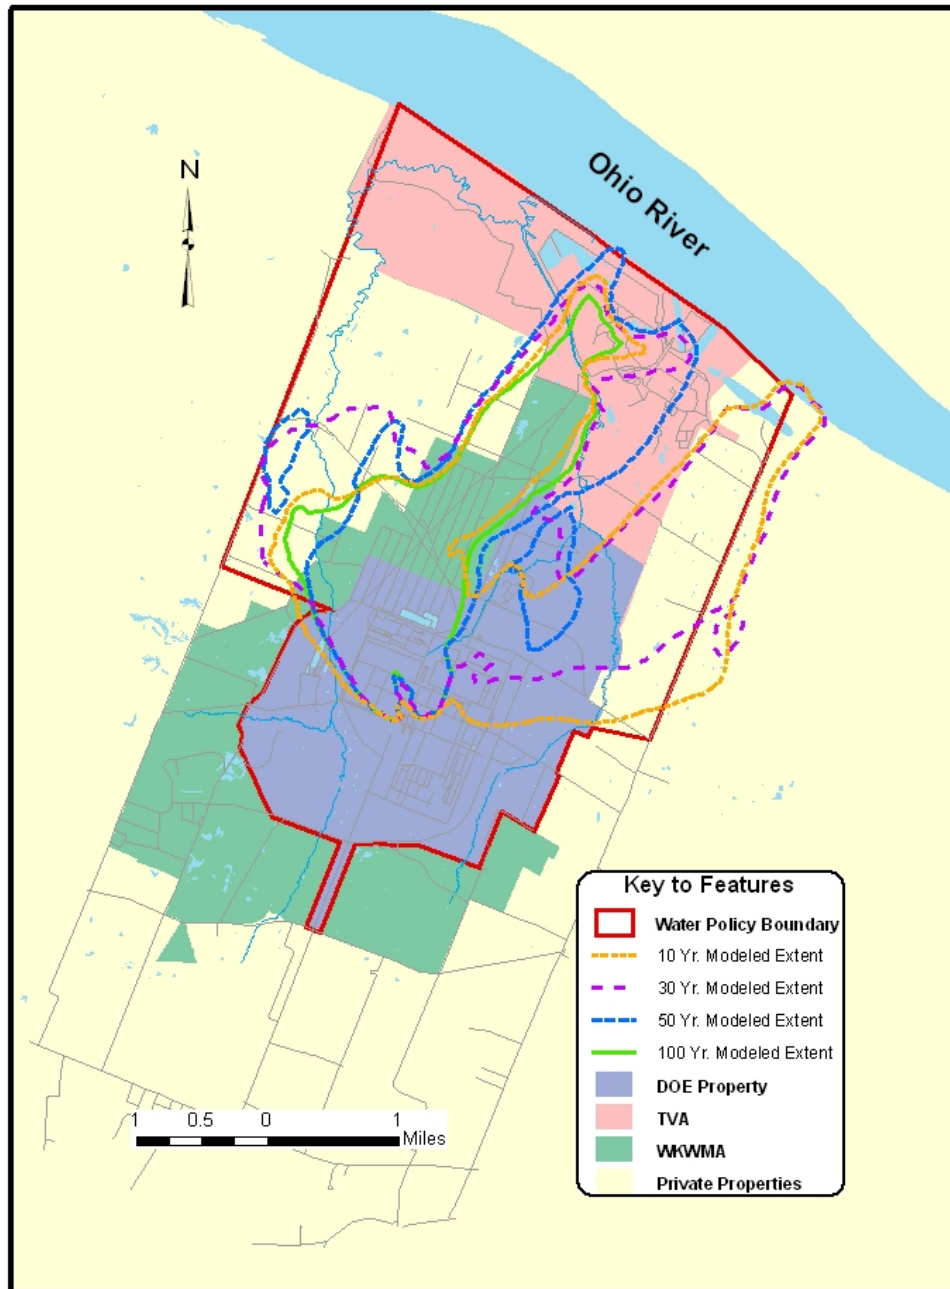 N
Ohio River
Key to Features
Water Policy Boundary
10 Yr. Modeled Extent
30 Yr. Modeled Extent
50 Yr. Modeled Extent
100 Yr. Modeled Extent
DOE Property
TVA
WKWMA
Private Properties
1 0.5 0 1
Miles